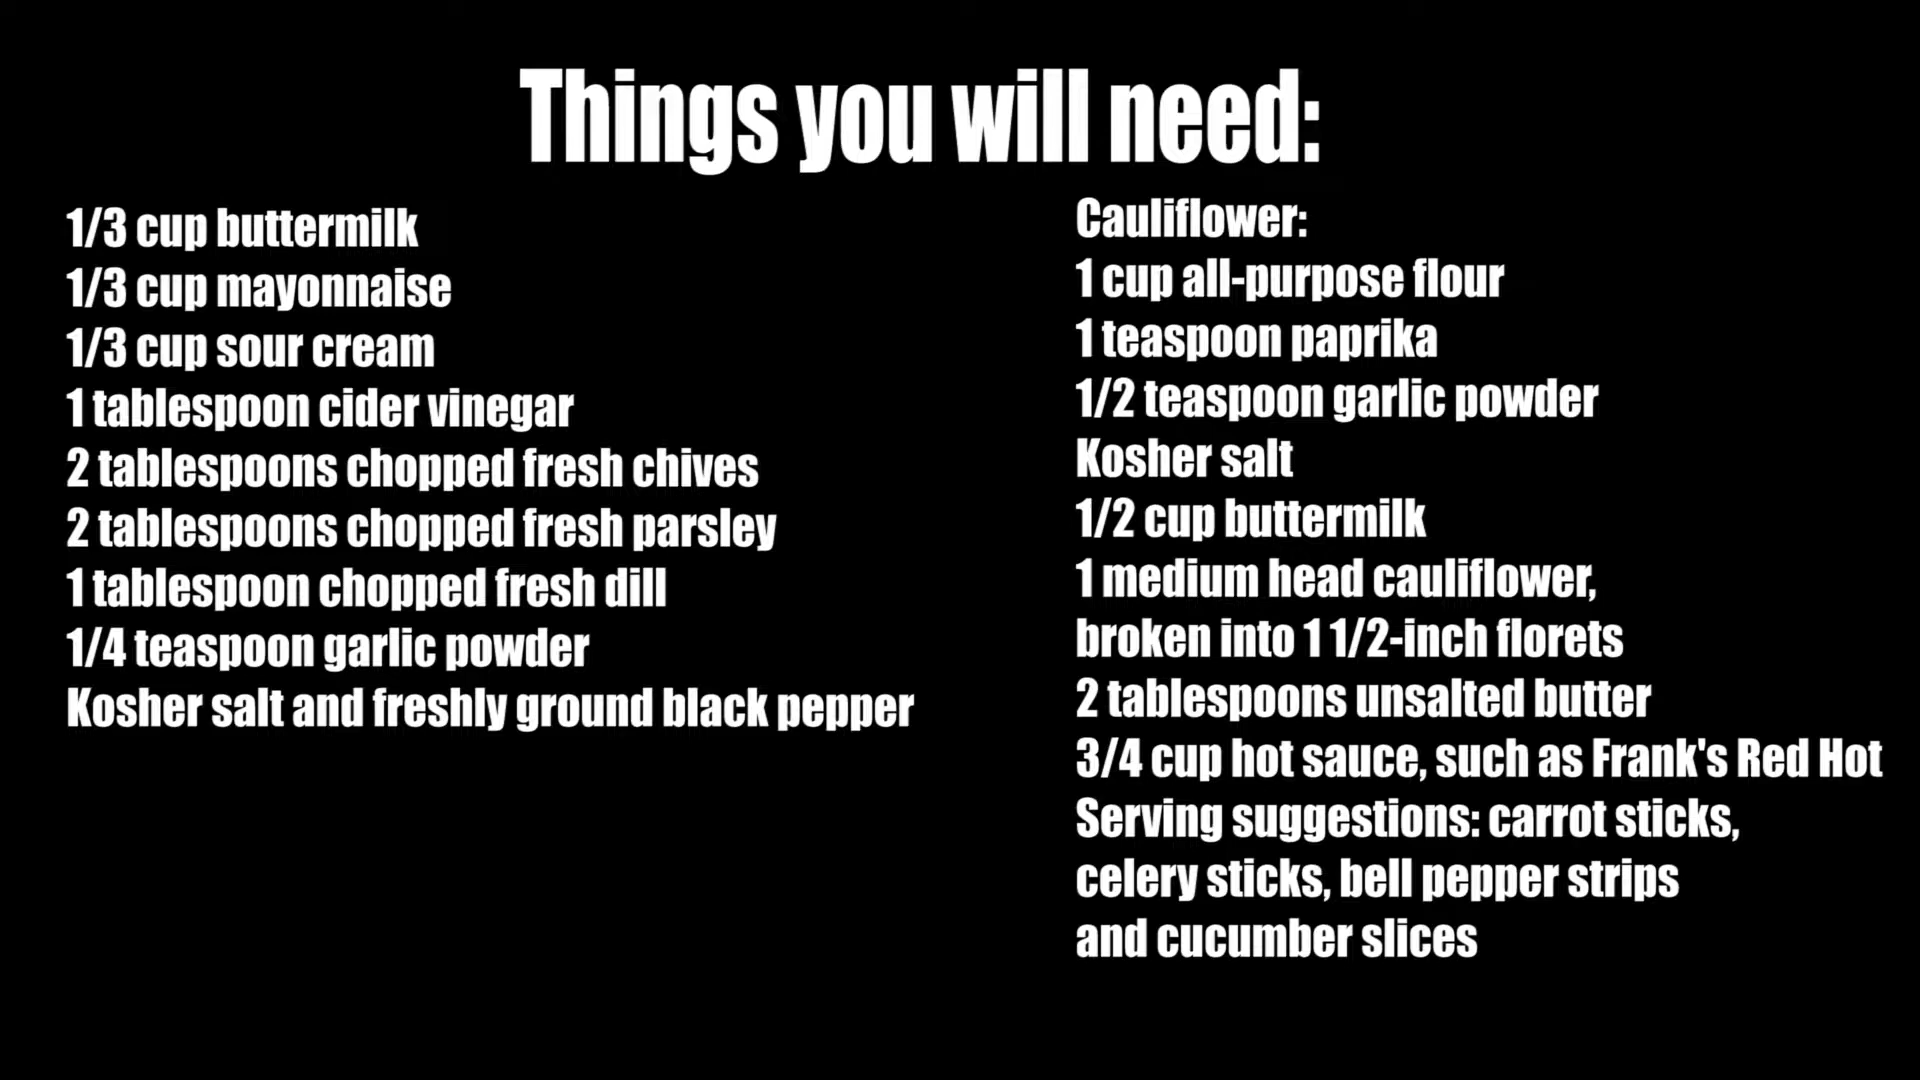 Things you will need:
1/3 cup buttermilk
1/3 cup mayonnaise
1/3 cup sour cream
1 tablespoon cider vinegar
2 tablespoons chopped fresh chives
2 tablespoons chopped fresh parsley
1 tablespoon chopped fresh dill
1/4 teaspoon garlic powder
Kosher salt and freshly ground black pepper
Cauliflower:
1 cup all-purpose flour
1 teaspoon paprika
1/2 teaspoon garlic powder
Kosher salt
1/2 cup buttermilk
1 medium head cauliflower,
broken into 1 1/2-inch florets
2 tablespoons unsalted butter
3/4 cup hot sauce, such as Frank's Red Hot
Serving suggestions: carrot sticks,
celery sticks, bell pepper strips
and cucumber slices